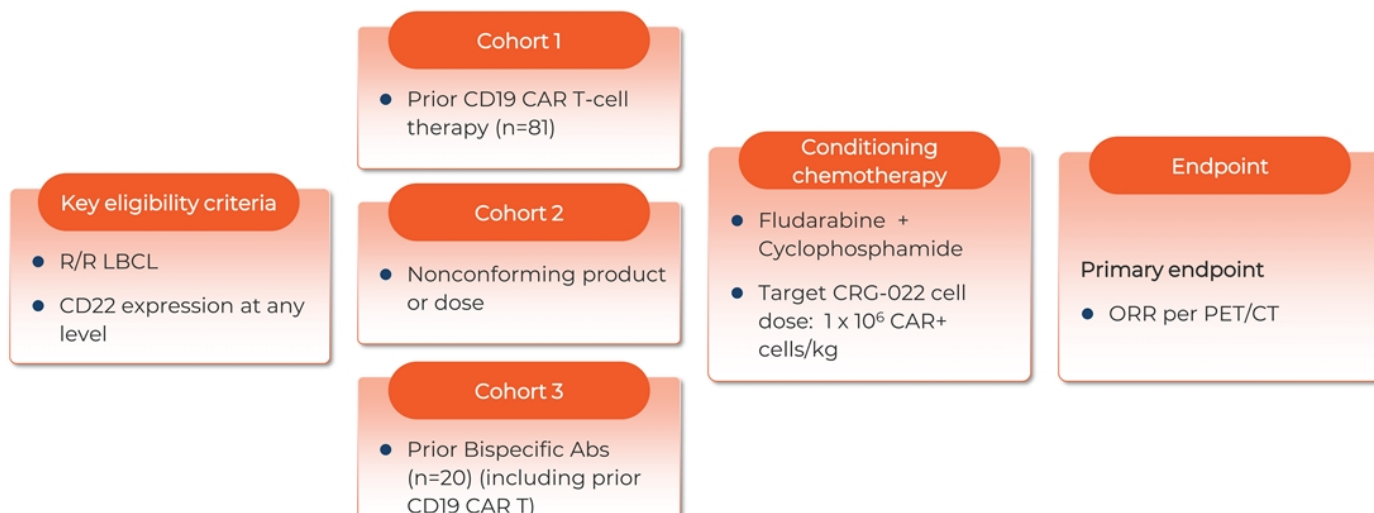 Key eligibility criteria
R/R LBCL
CD22 expression at any
level
Cohort 1
Prior CD19 CAR T-cell
therapy (n=81)
Cohort 2
Nonconforming product
or dose
Cohort 3
Prior Bispecific Abs
(n=20) (including prior
CD19 CAR T)
Conditioning
chemotherapy
Fludarabine +
Cyclophosphamide
Target CRG-022 cell
dose: 1 x 10⁶ CAR+
cells/kg
Endpoint
Primary endpoint
ORR per PET/CT